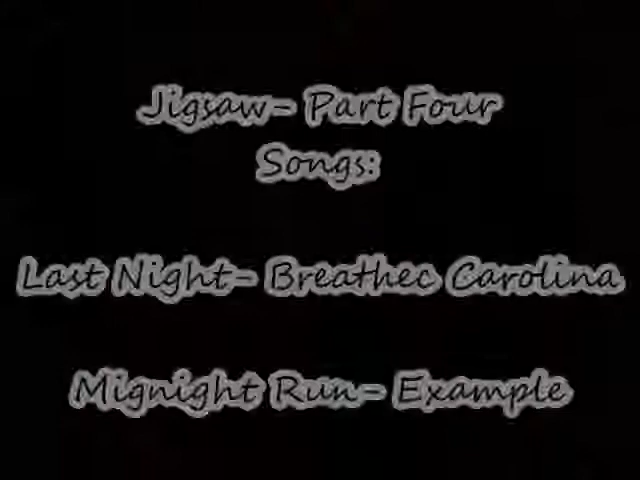 Jigsaw- Part Four
Songs:
Last Night- Breathec Carolina
Mignight Run- Example